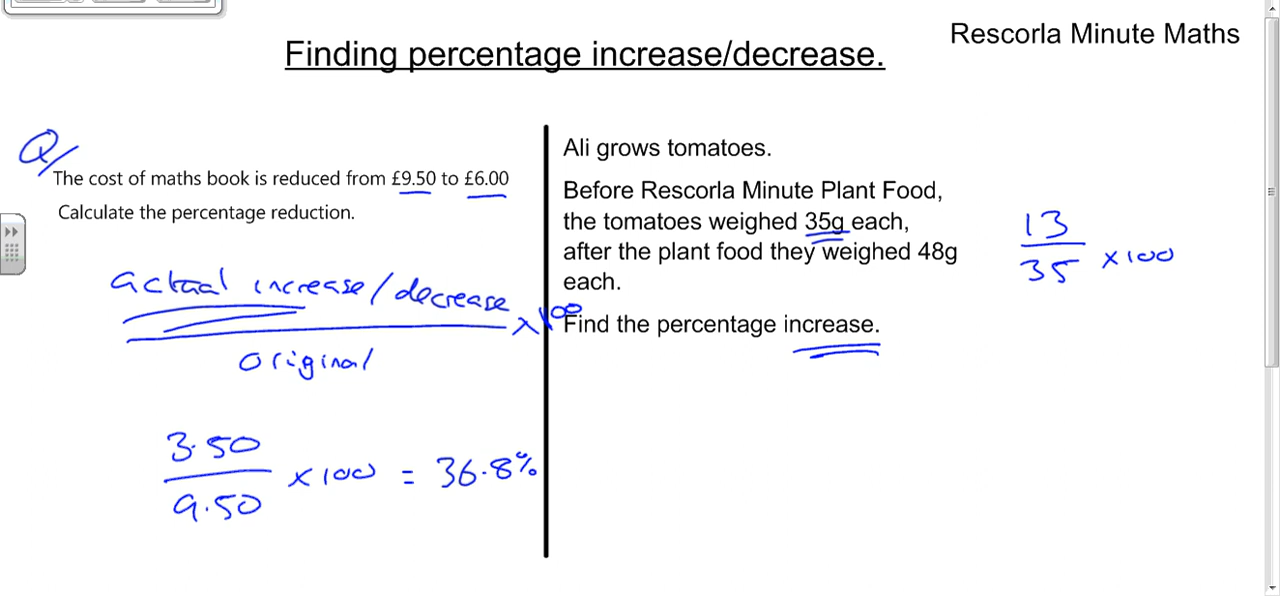 Rescorla Minute Maths
Finding percentage increase/decrease.
Q/
The cost of maths book is reduced from £9.50 to £6.00
Calculate the percentage reduction.
actual increase/decrease
x100
original
3.50
9.50
x100 = 36.8%
Ali grows tomatoes.
Before Rescorla Minute Plant Food,
the tomatoes weighed 35g each,
after the plant food they weighed 48g
each.
Find the percentage increase.
13
35
x100